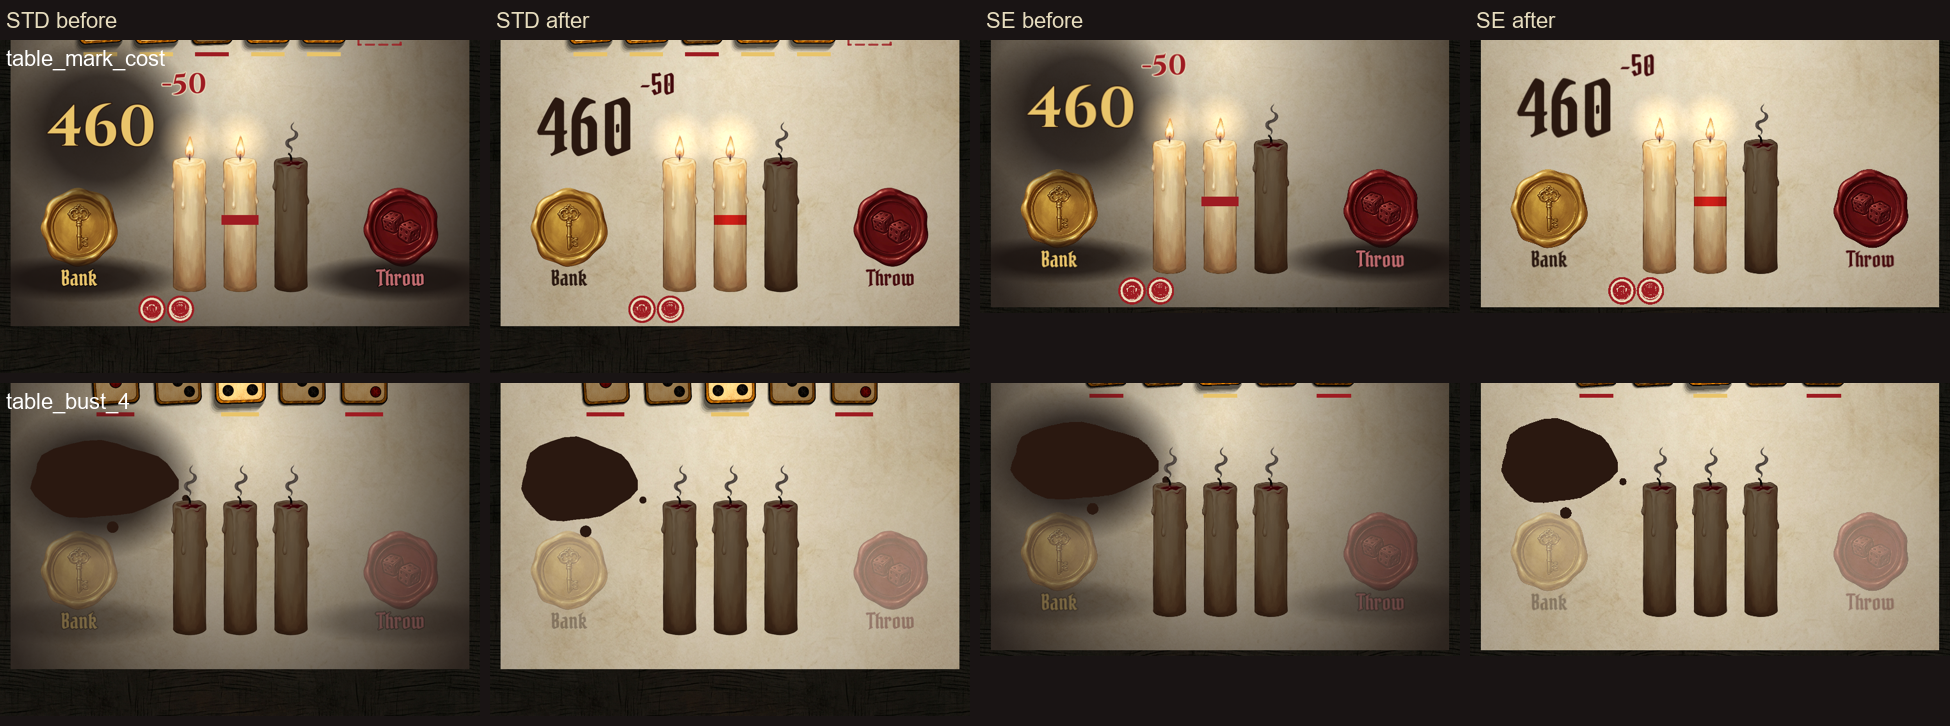 STD before
STD after
SE before
SE after
table_mark_cost
-50
460
Bank
Throw
-50
460
Bank
Throw
-50
460
Bank
Throw
-50
460
Bank
Throw
table_bust_4
Bank
Throw
Bank
Throw
Bank
Throw
Bank
Throw